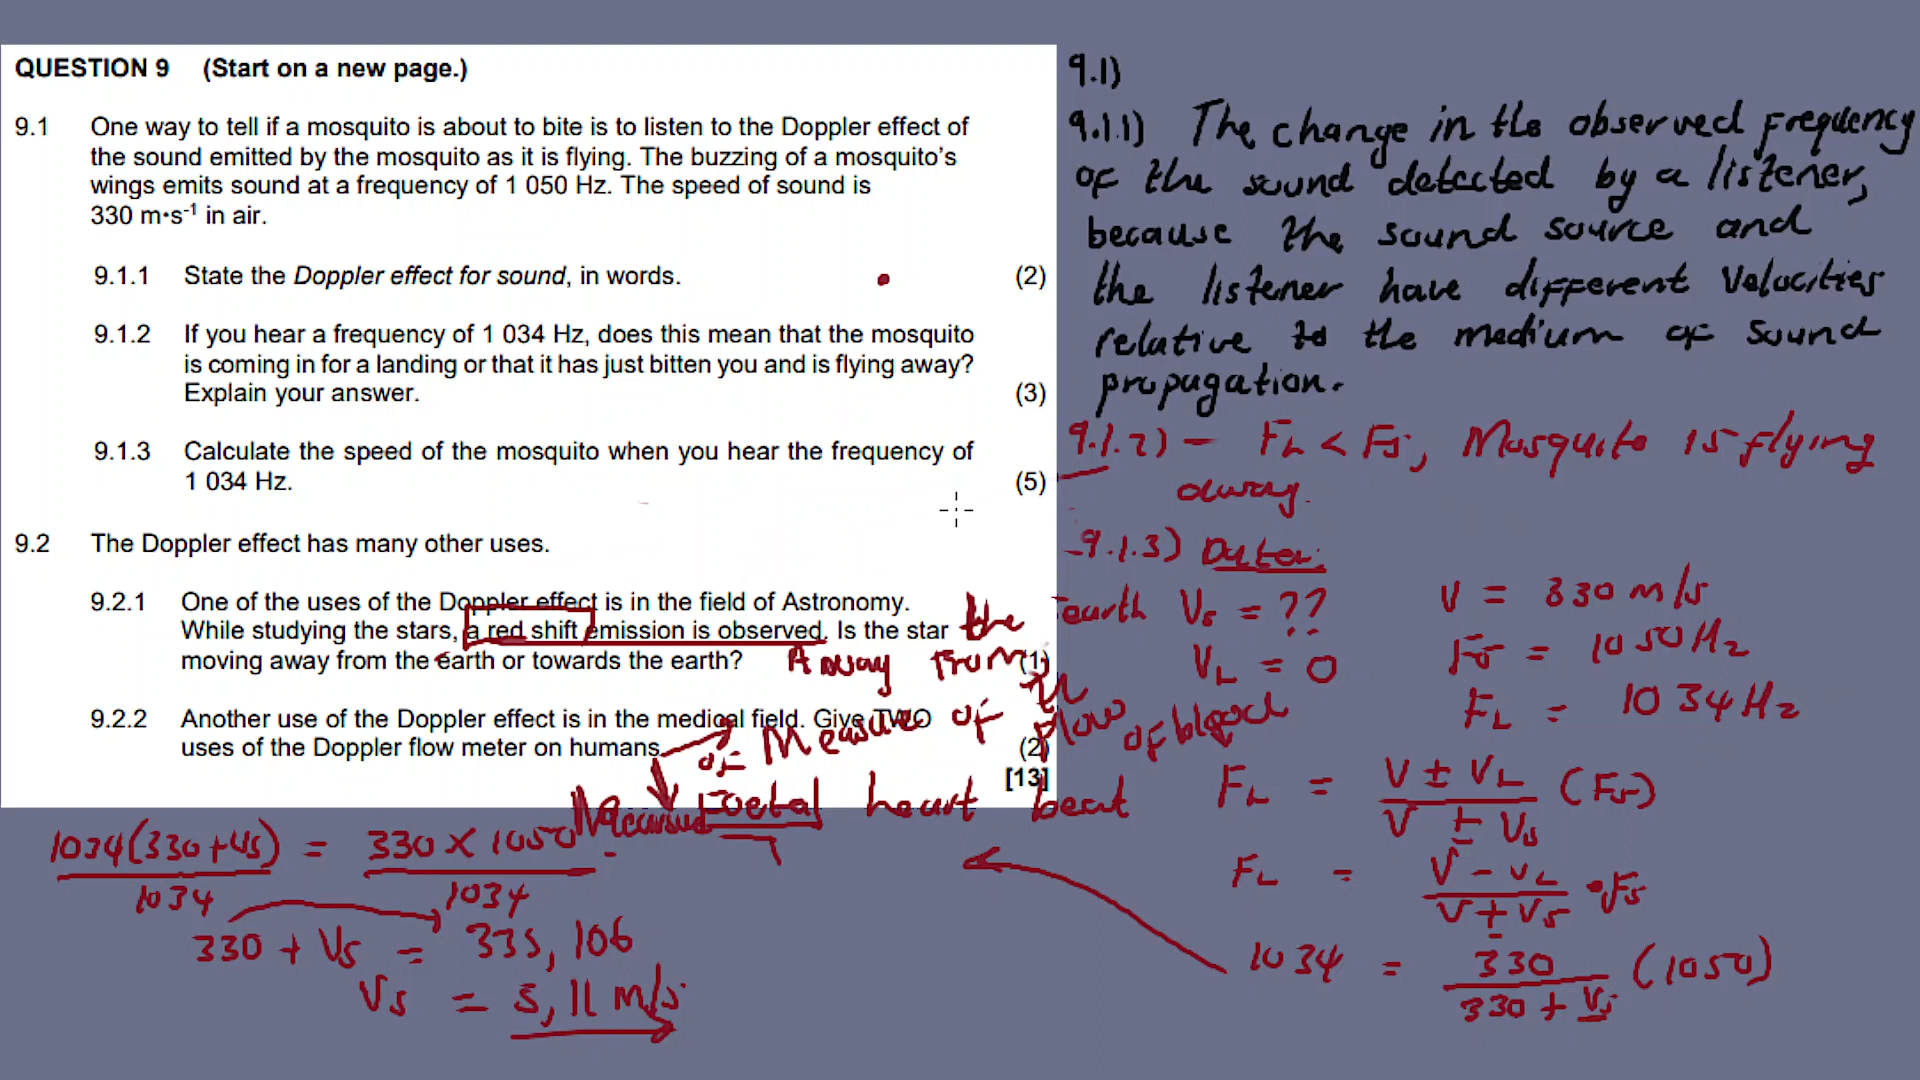 QUESTION 9 (Start on a new page.)
9.1 One way to tell if a mosquito is about to bite is to listen to the Doppler effect of
the sound emitted by the mosquito as it is flying. The buzzing of a mosquito's
wings emits sound at a frequency of 1 050 Hz. The speed of sound is
330 m•s⁻¹ in air.
9.1.1 State the Doppler effect for sound, in words. (2)
9.1.2 If you hear a frequency of 1 034 Hz, does this mean that the mosquito
is coming in for a landing or that it has just bitten you and is flying away?
Explain your answer. (3)
9.1.3 Calculate the speed of the mosquito when you hear the frequency of
1 034 Hz. (5)
9.2 The Doppler effect has many other uses.
9.2.1 One of the uses of the Doppler effect is in the field of Astronomy.
While studying the stars, a red shift emission is observed. Is the star
moving away from the earth or towards the earth? (1)
Away from the earth
9.2.2 Another use of the Doppler effect is in the medical field. Give TWO
uses of the Doppler flow meter on humans. (2)
[13]
Measure of flow of blood
Foetal heart beat
9.1)
9.1.1) The change in the observed frequency
of the sound detected by a listener,
because the sound source and
the listener have different velocities
relative to the medium of sound
propagation.
9.1.2) - FL < Fs, Mosquito is flying
away.
9.1.3) Data:
Vs = ?? V = 330 m/s
VL = 0 Fs = 1050 Hz
FL = 1034 Hz
FL = V ± VL / V ± Vs (Fs)
FL = V - VL / V + Vs • Fs
1034 = 330 / 330 + Vs (1050)
1034(330+Vs) / 1034 = 330 × 1050 / 1034
330 + Vs = 335,106
Vs = 5,11 m/s